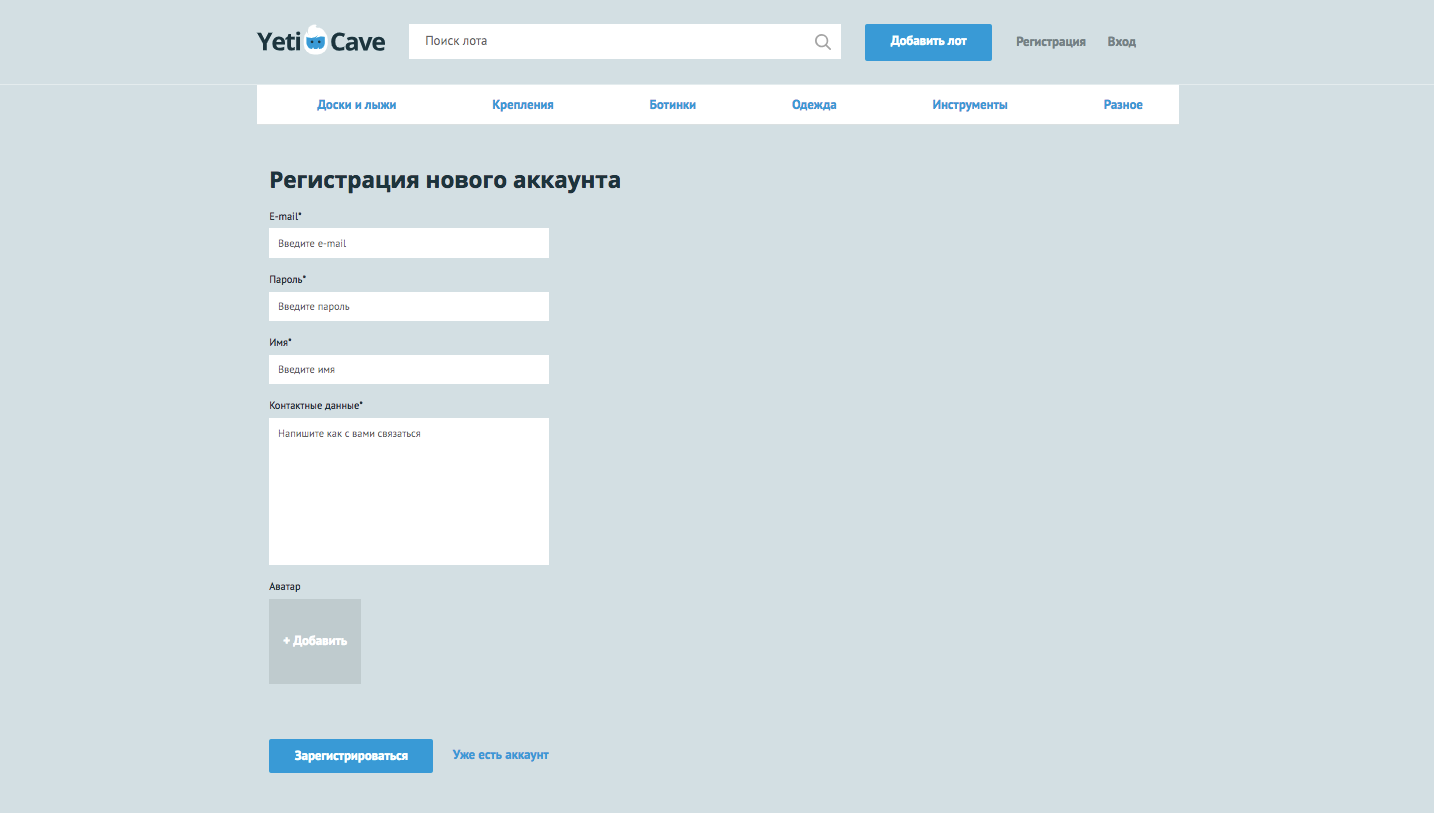 Yeti Cave
Поиск лота
Добавить лот
Регистрация
Вход
Доски и лыжи
Крепления
Ботинки
Одежда
Инструменты
Разное
Регистрация нового аккаунта
E-mail*
Введите e-mail
Пароль*
Введите пароль
Имя*
Введите имя
Контактные данные*
Напишите как с вами связаться
Аватар
+ Добавить
Зарегистрироваться
Уже есть аккаунт